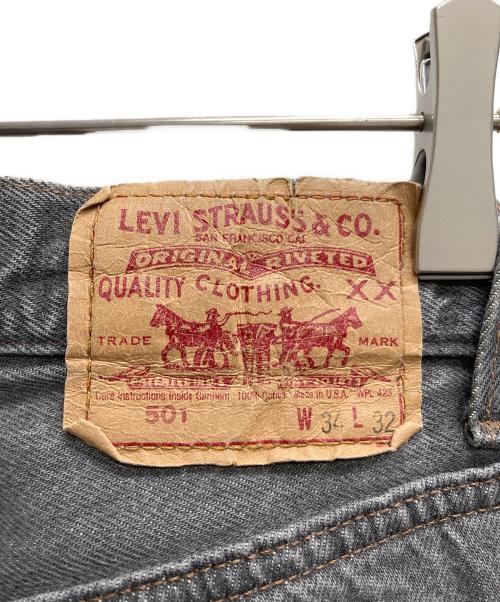 LEVI STRAUSS & CO.
SAN FRANCISCO CAL
ORIGINAL RIVETED
QUALITY CLOTHING. XX
TRADE MARK
Care instructions inside Garment 100% Cotton Made in U.S.A. WPL 423
501 W 34 L 32